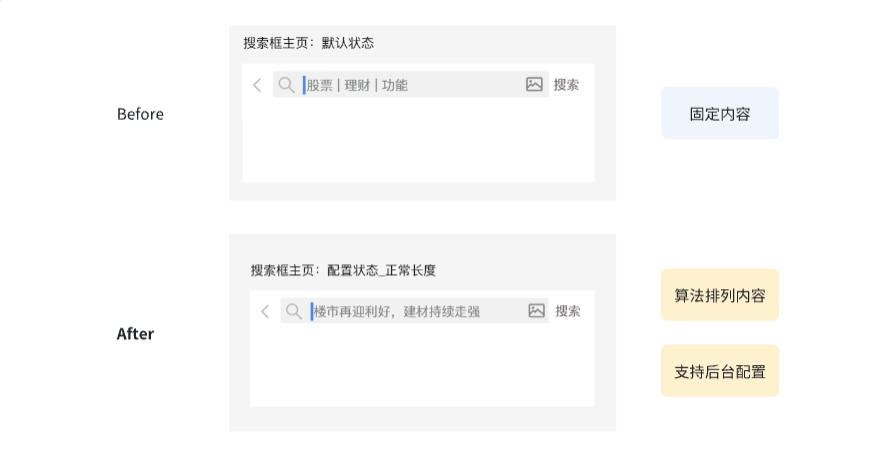 搜索框主页：默认状态
Before
股票 | 理财 | 功能
搜索
固定内容
搜索框主页：配置状态_正常长度
After
楼市再迎利好，建材持续走强
搜索
算法排列内容
支持后台配置